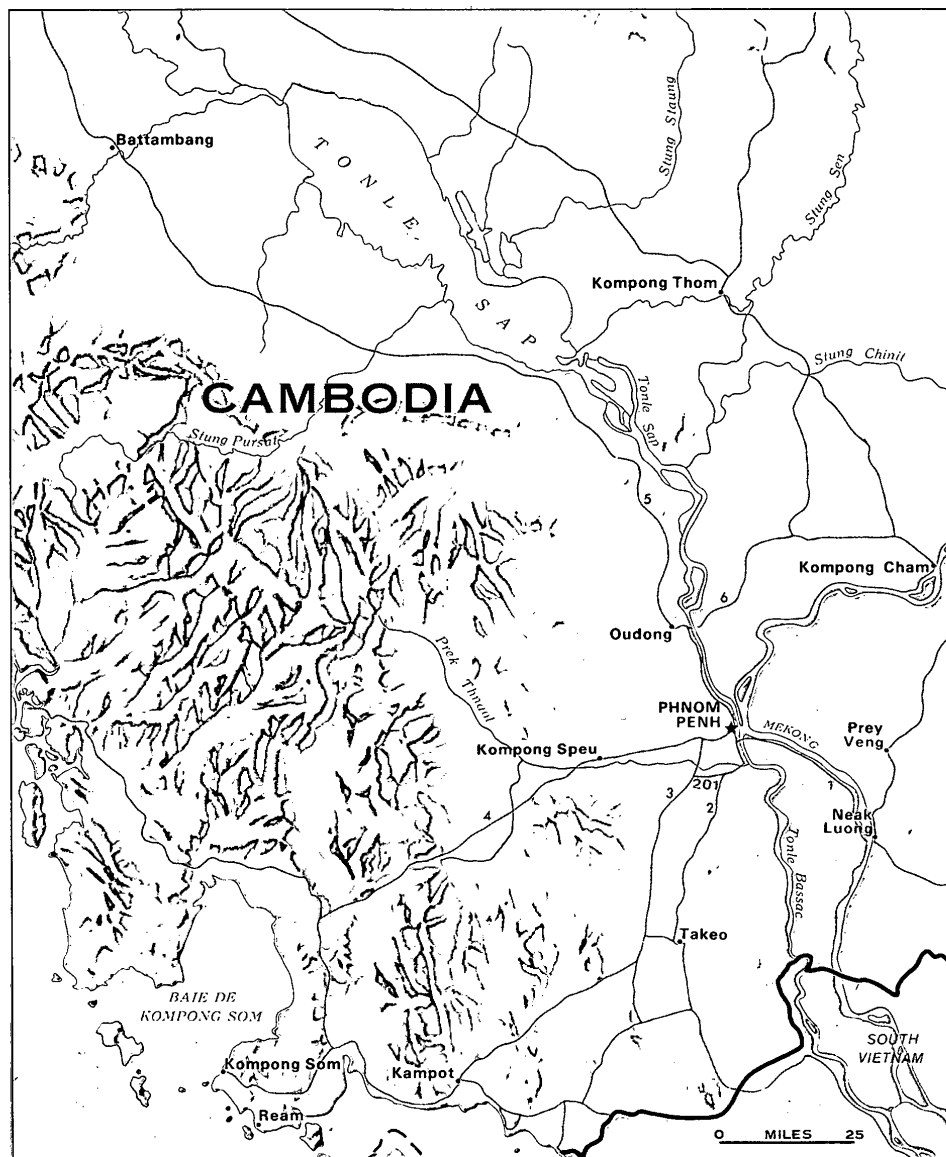 Battambang
TONLE SAP
Stung Staung
Stung Sen
Kompong Thom
Stung Chinit
CAMBODIA
Tonle Sap
Stung Pursat
5
Kompong Cham
6
Oudong
Prek Thnant
PHNOM
PENH
MEKONG
Prey
Veng
Kompong Speu
201
3
2
1
4
Neak
Luong
Tonle Bassac
Takeo
BAIE DE
KOMPONG SOM
SOUTH
VIETNAM
Kompong Som
Kampot
Ream
0 MILES 25